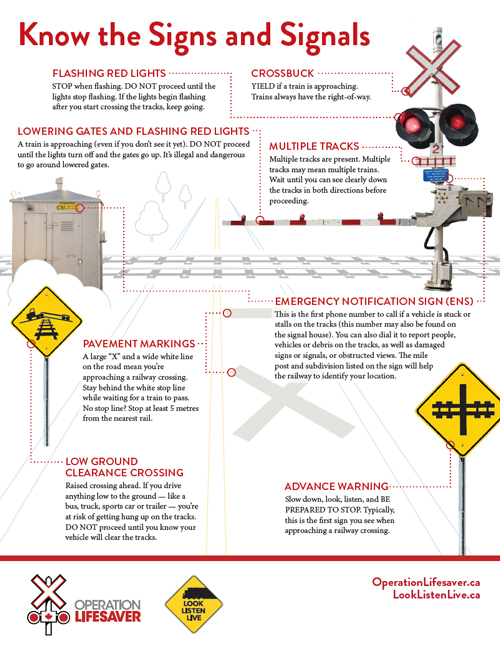 Know the Signs and Signals
FLASHING RED LIGHTS
STOP when flashing. DO NOT proceed until the
lights stop flashing. If the lights begin flashing
after you start crossing the tracks, keep going.
CROSSBUCK
YIELD if a train is approaching.
Trains always have the right-of-way.
LOWERING GATES AND FLASHING RED LIGHTS
A train is approaching (even if you don't see it yet). DO NOT proceed
until the lights turn off and the gates go up. It's illegal and dangerous
to go around lowered gates.
MULTIPLE TRACKS
Multiple tracks are present. Multiple
tracks may mean multiple trains.
Wait until you can see clearly down
the tracks in both directions before
proceeding.
2
EMERGENCY NOTIFICATION SIGN (ENS)
This is the first phone number to call if a vehicle is stuck or
stalls on the tracks (this number may also be found on
the signal house). You can also dial it to report people,
vehicles or debris on the tracks, as well as damaged
signs or signals, or obstructed views. The mile
post and subdivision listed on the sign will help
the railway to identify your location.
PAVEMENT MARKINGS
A large "X" and a wide white line
on the road mean you're
approaching a railway crossing.
Stay behind the white stop line
while waiting for a train to pass.
No stop line? Stop at least 5 metres
from the nearest rail.
LOW GROUND
CLEARANCE CROSSING
Raised crossing ahead. If you drive
anything low to the ground — like a
bus, truck, sports car or trailer — you're
at risk of getting hung up on the tracks.
DO NOT proceed until you know your
vehicle will clear the tracks.
ADVANCE WARNING
Slow down, look, listen, and BE
PREPARED TO STOP. Typically,
this is the first sign you see when
approaching a railway crossing.
OPERATION
LIFESAVER
LOOK
LISTEN
LIVE
OperationLifesaver.ca
LookListenLive.ca